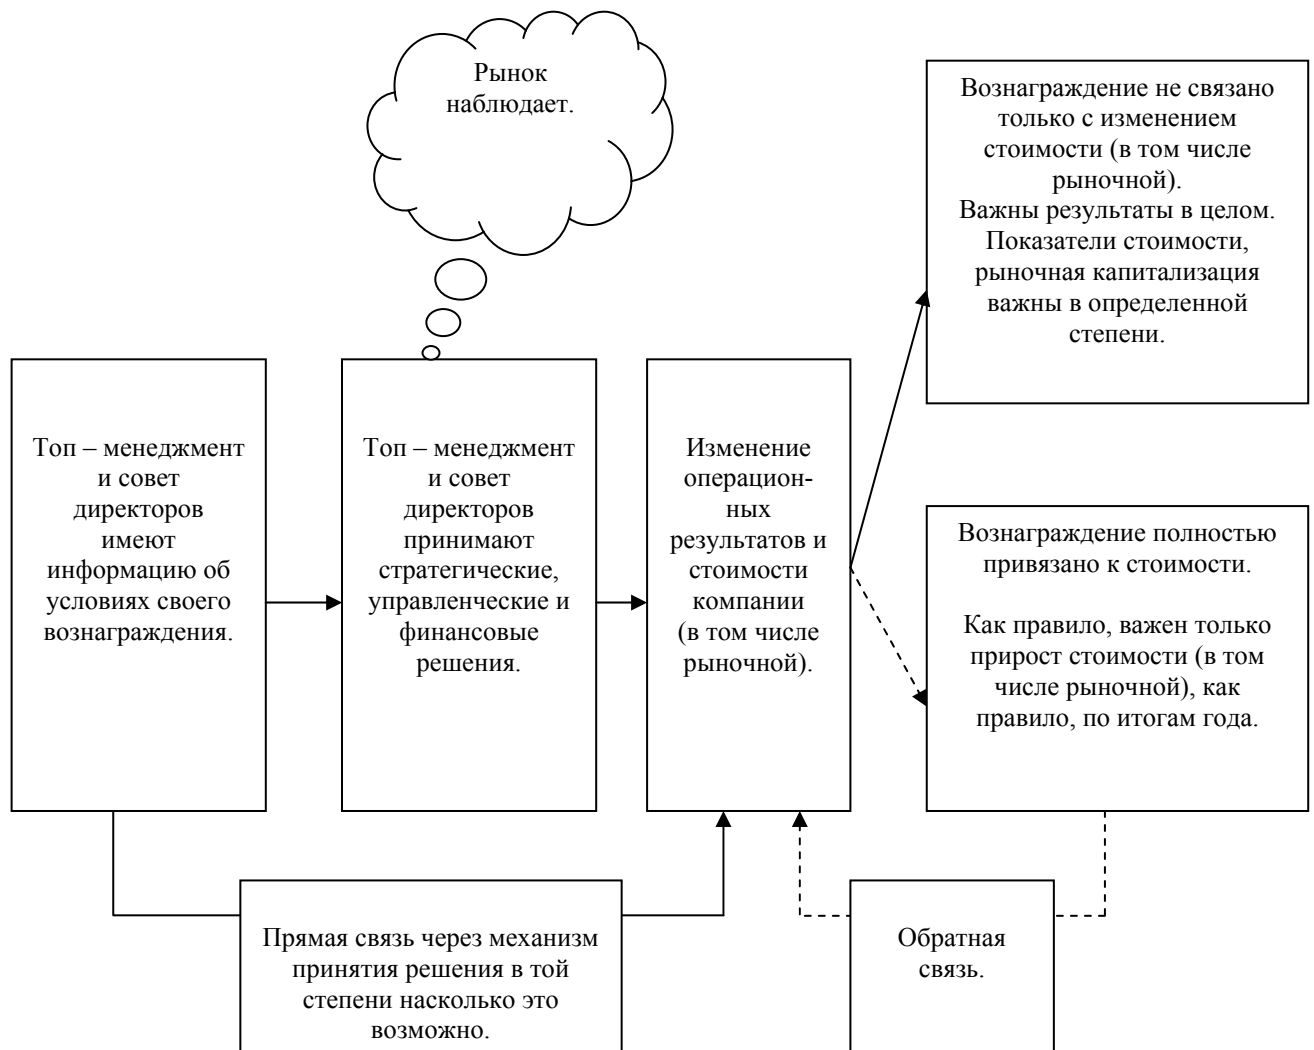 Рынок
наблюдает.
Вознаграждение не связано
только с изменением
стоимости (в том числе
рыночной).
Важны результаты в целом.
Показатели стоимости,
рыночная капитализация
важны в определенной
степени.
Топ – менеджмент
и совет
директоров
имеют
информацию об
условиях своего
вознаграждения.
Топ – менеджмент
и совет
директоров
принимают
стратегические,
управленческие и
финансовые
решения.
Изменение
операцион-
ных
результатов и
стоимости
компании
(в том числе
рыночной).
Вознаграждение полностью
привязано к стоимости.
Как правило, важен только
прирост стоимости (в том
числе рыночной), как
правило, по итогам года.
Прямая связь через механизм
принятия решения в той
степени насколько это
возможно.
Обратная
связь.